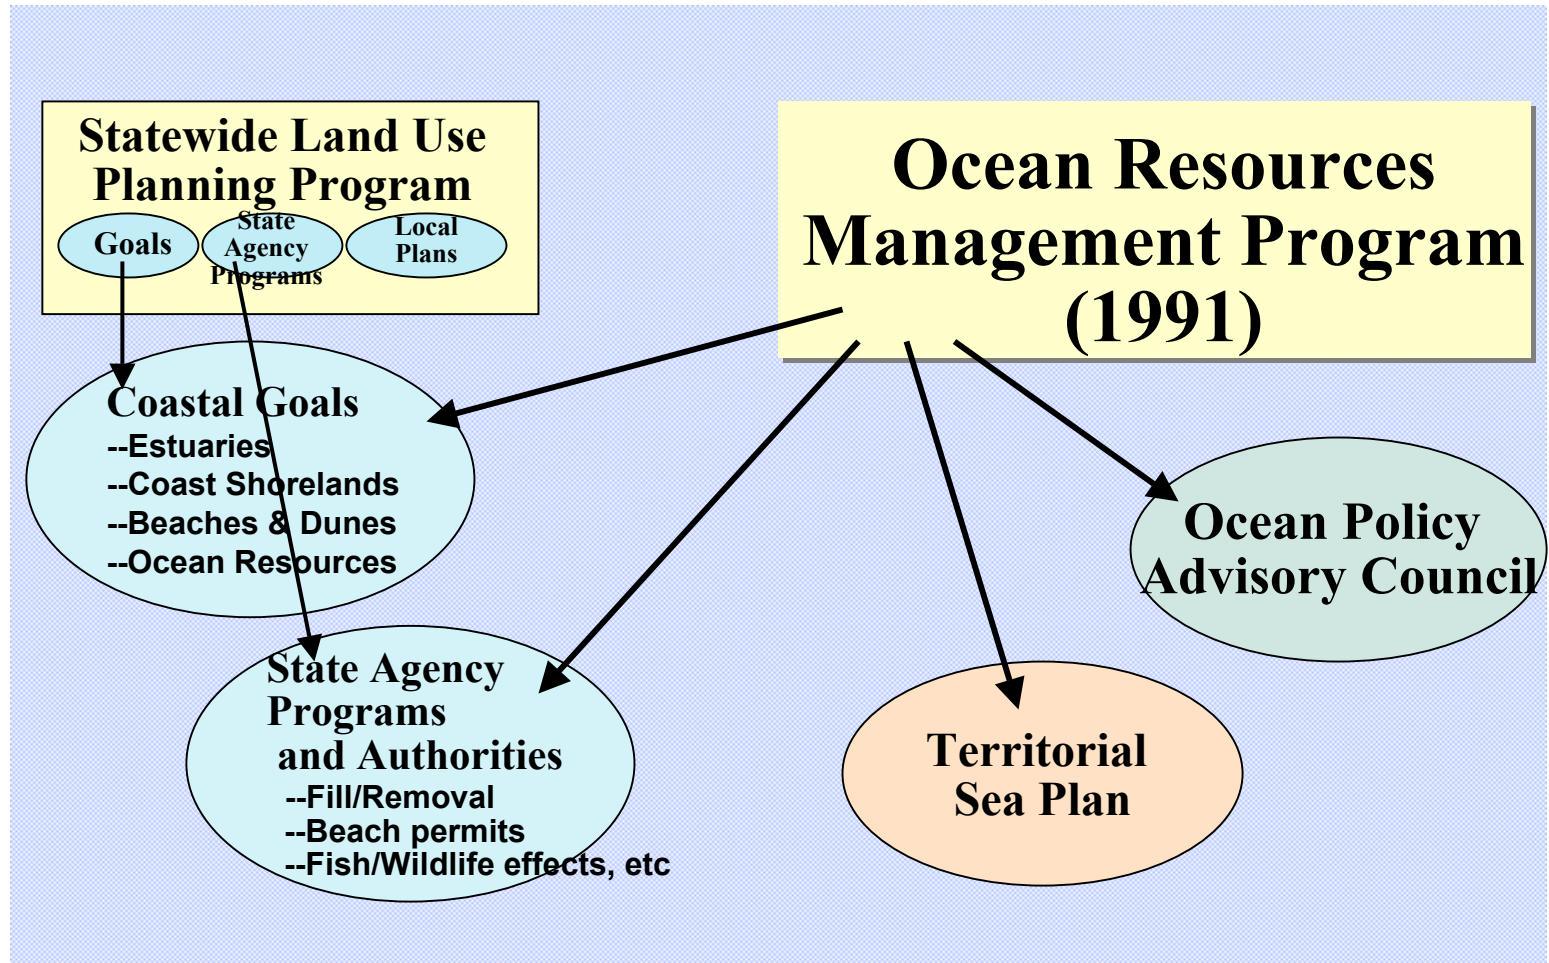 Statewide Land Use
Planning Program
Goals
State
Agency
Programs
Local
Plans
Ocean Resources
Management Program
(1991)
Coastal Goals
--Estuaries
--Coast Shorelands
--Beaches & Dunes
--Ocean Resources
State Agency
Programs
and Authorities
--Fill/Removal
--Beach permits
--Fish/Wildlife effects, etc
Territorial
Sea Plan
Ocean Policy
Advisory Council